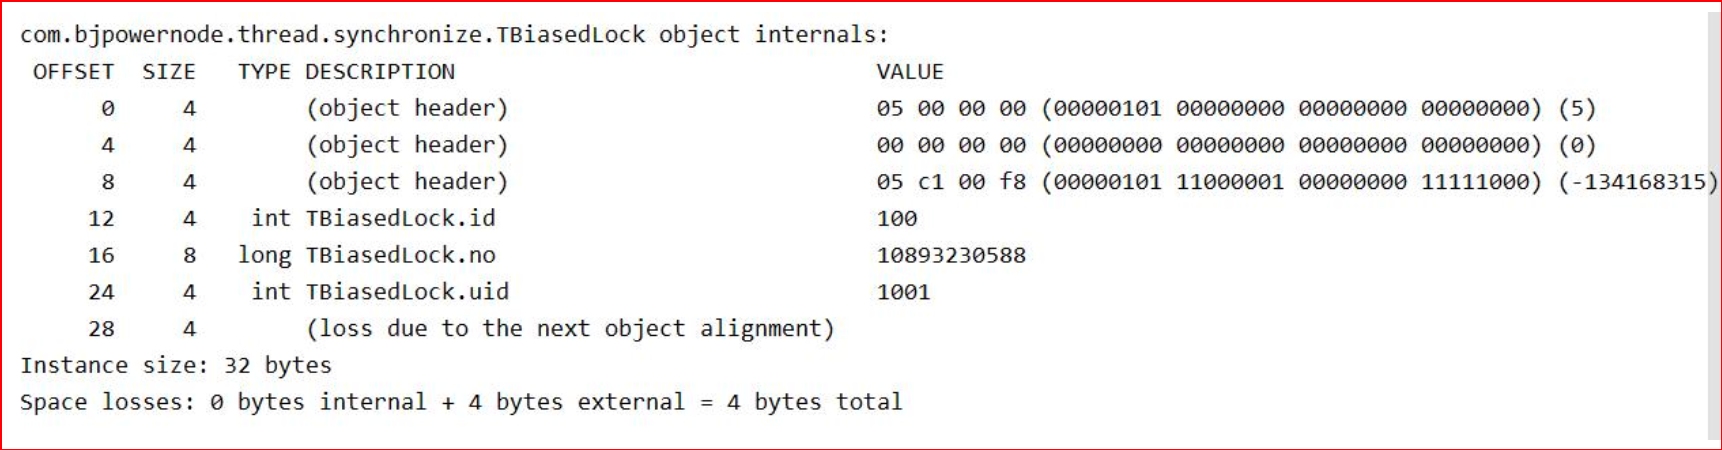 com.bjpowernode.thread.synchronize.TBiasedLock object internals:
OFFSET SIZE TYPE DESCRIPTION VALUE
0 4 (object header) 05 00 00 00 (00000101 00000000 00000000 00000000) (5)
4 4 (object header) 00 00 00 00 (00000000 00000000 00000000 00000000) (0)
8 4 (object header) 05 c1 00 f8 (00000101 11000001 00000000 11111000) (-134168315)
12 4 int TBiasedLock.id 100
16 8 long TBiasedLock.no 10893230588
24 4 int TBiasedLock.uid 1001
28 4 (loss due to the next object alignment)
Instance size: 32 bytes
Space losses: 0 bytes internal + 4 bytes external = 4 bytes total